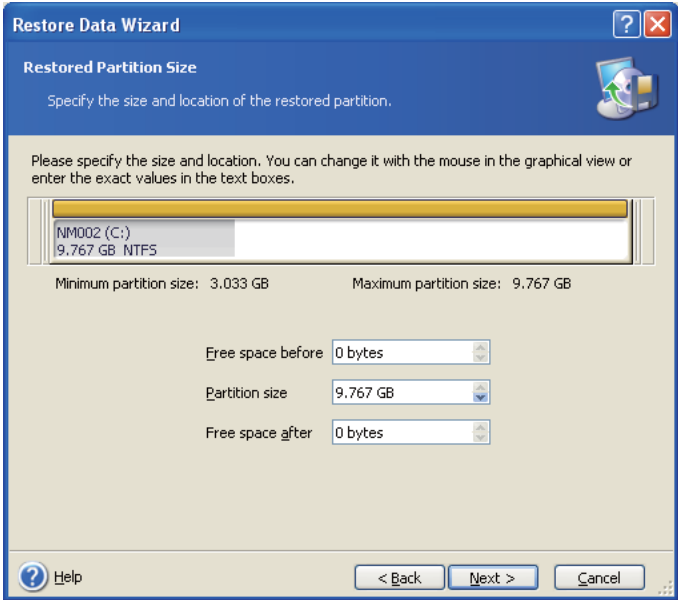 Restore Data Wizard
Restored Partition Size
Specify the size and location of the restored partition.
Please specify the size and location. You can change it with the mouse in the graphical view or
enter the exact values in the text boxes.
NM002 (C:)
9.767 GB NTFS
Minimum partition size: 3.033 GB Maximum partition size: 9.767 GB
Free space before 0 bytes
Partition size 9.767 GB
Free space after 0 bytes
Help < Back Next > Cancel